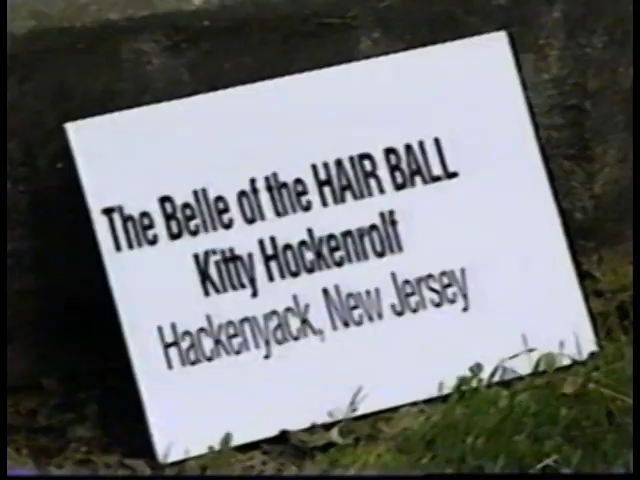 The Belle of the HAIR BALL
Kitty Hockenrolf
Hackenyack, New Jersey